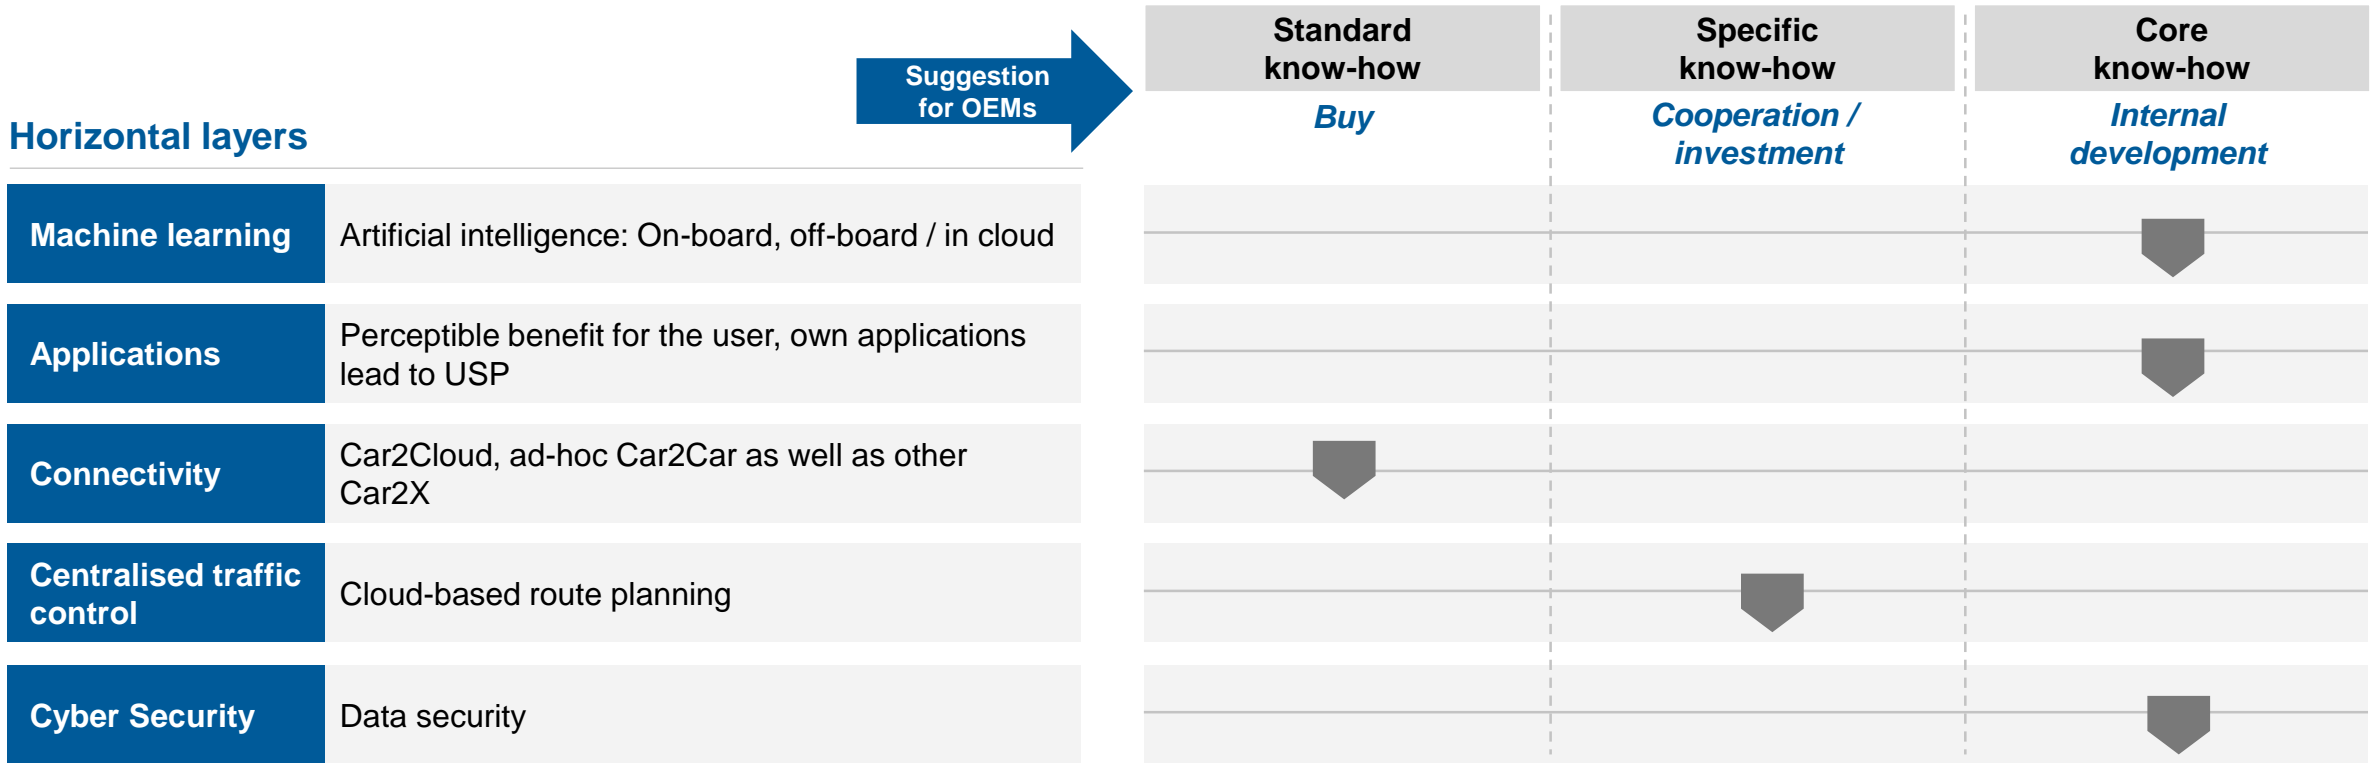 Suggestion
for OEMs
Standard
know-how
Specific
know-how
Core
know-how
Buy
Cooperation /
investment
Internal
development
Horizontal layers
Machine learning
Artificial intelligence: On-board, off-board / in cloud
Applications
Perceptible benefit for the user, own applications
lead to USP
Connectivity
Car2Cloud, ad-hoc Car2Car as well as other
Car2X
Centralised traffic
control
Cloud-based route planning
Cyber Security
Data security